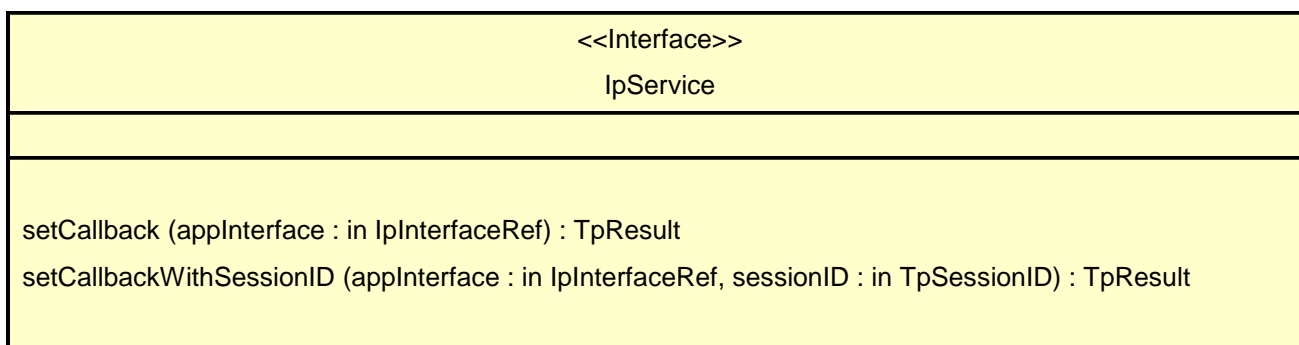 <<Interface>>
IpService
setCallback (appInterface : in IpInterfaceRef) : TpResult
setCallbackWithSessionID (appInterface : in IpInterfaceRef, sessionID : in TpSessionID) : TpResult